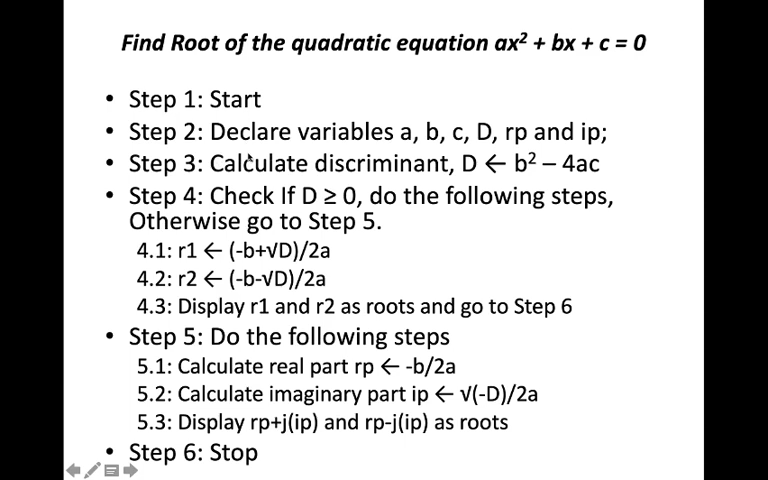 Find Root of the quadratic equation ax² + bx + c = 0
• Step 1: Start
• Step 2: Declare variables a, b, c, D, rp and ip;
• Step 3: Calculate discriminant, D ← b² – 4ac
• Step 4: Check If D ≥ 0, do the following steps,
Otherwise go to Step 5.
4.1: r1 ← (-b+√D)/2a
4.2: r2 ← (-b-√D)/2a
4.3: Display r1 and r2 as roots and go to Step 6
• Step 5: Do the following steps
5.1: Calculate real part rp ← -b/2a
5.2: Calculate imaginary part ip ← √(-D)/2a
5.3: Display rp+j(ip) and rp-j(ip) as roots
• Step 6: Stop